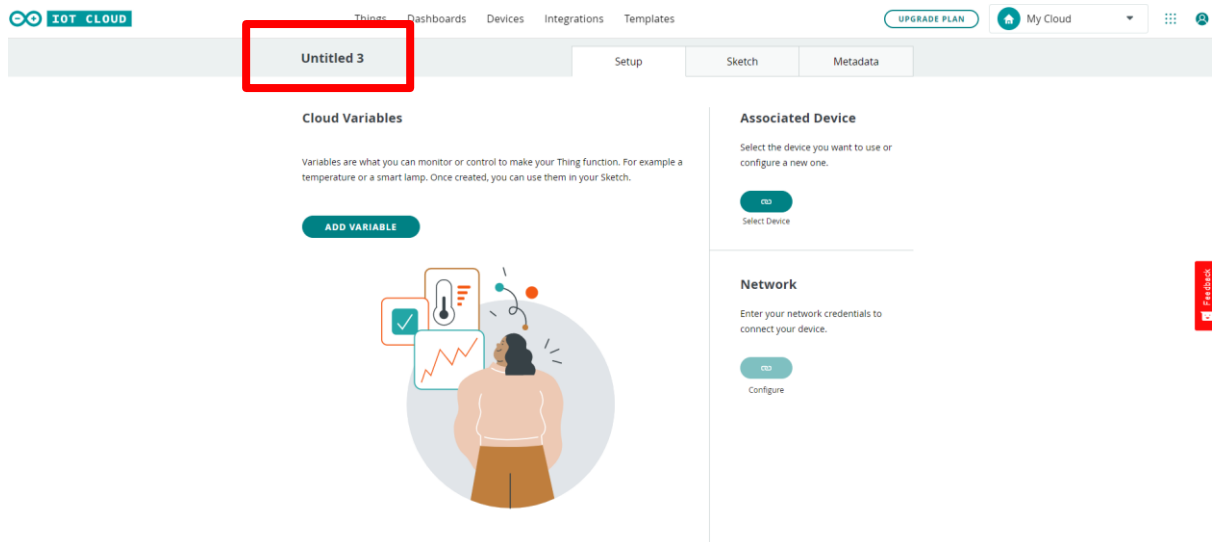 IOT CLOUD
Things Dashboards Devices Integrations Templates
UPGRADE PLAN
My Cloud
Untitled 3
Setup Sketch Metadata
Cloud Variables
Variables are what you can monitor or control to make your Thing function. For example a
temperature or a smart lamp. Once created, you can use them in your Sketch.
ADD VARIABLE
Associated Device
Select the device you want to use or
configure a new one.
Select Device
Network
Enter your network credentials to
connect your device.
Configure
Feedback